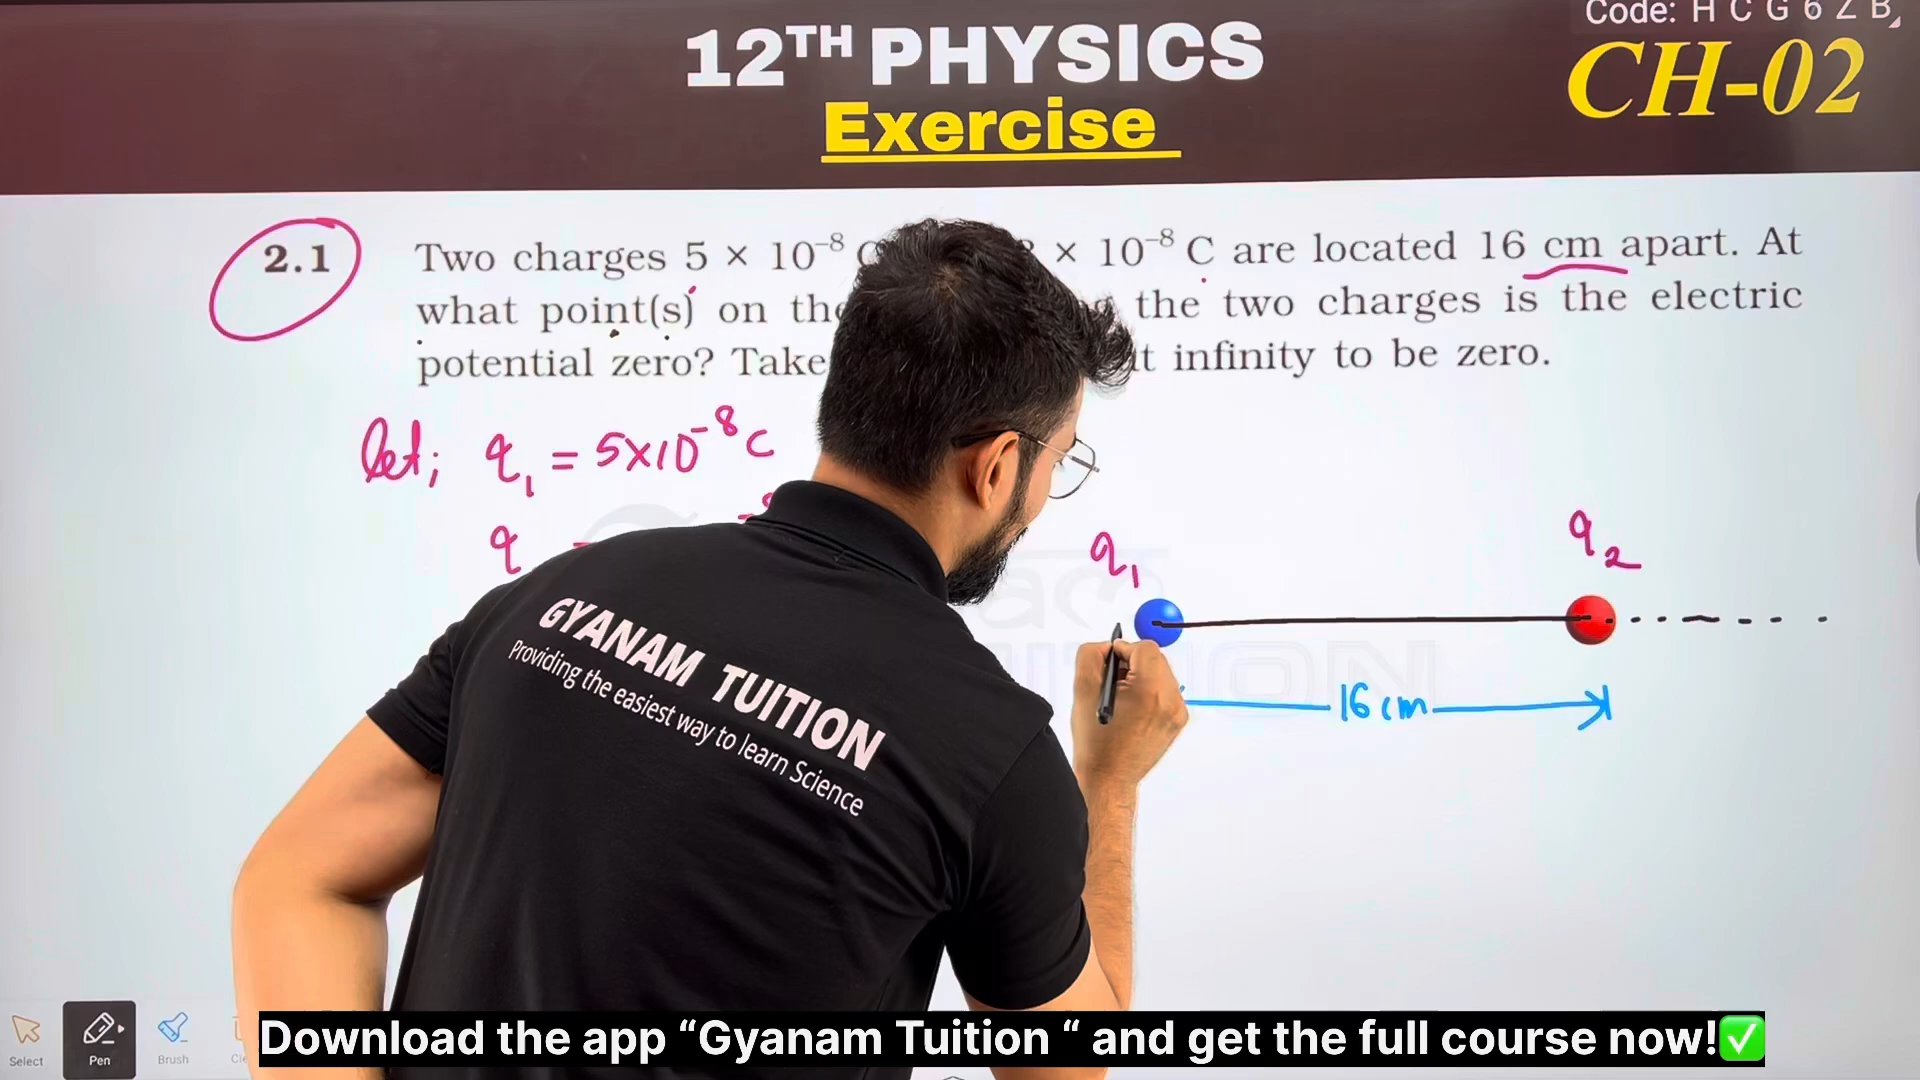 Code: H C G 6 Z B
12TH PHYSICS
CH-02
Exercise
2.1 Two charges 5 × 10⁻⁸ C × 10⁻⁸ C are located 16 cm apart. At
what point(s) on the two charges is the electric
potential zero? Take infinity to be zero.
Let; q₁ = 5×10⁻⁸ C
q
q₁
q₂
16 cm
GYANAM TUITION
Providing the easiest way to learn Science
Select
Pen
Brush
Download the app “Gyanam Tuition “ and get the full course now!✅